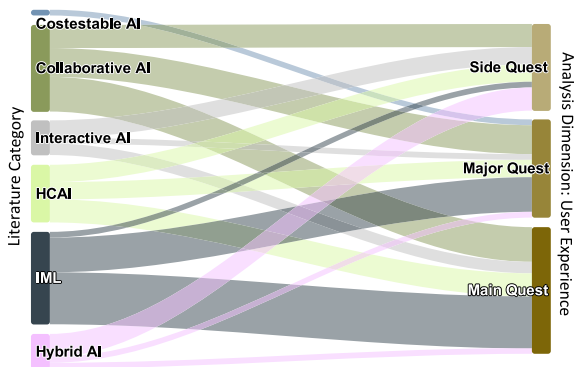 Costestable AI
Collaborative AI
Interactive AI
HCAI
IML
Hybrid AI
Literature Category
Side Quest
Major Quest
Main Quest
Analysis Dimension: User Experience